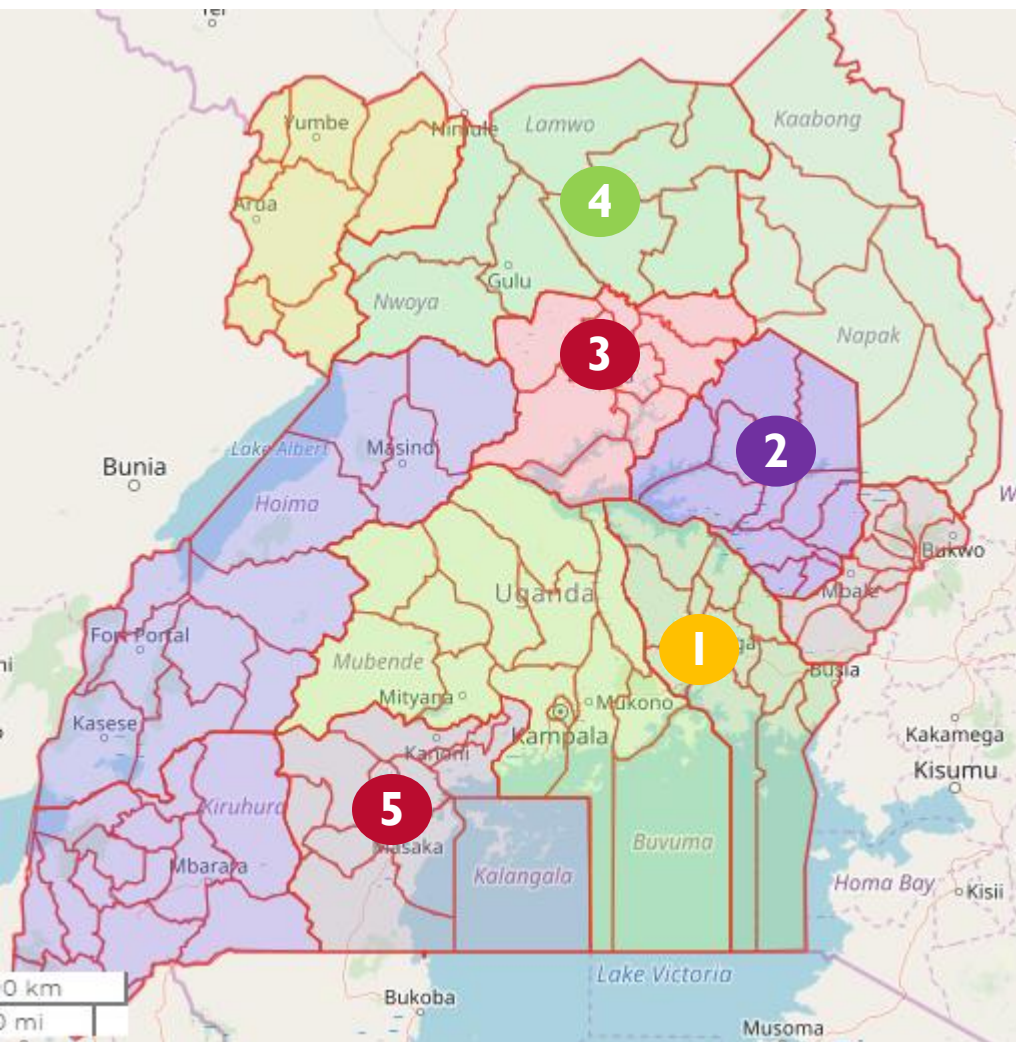 Yumbe
Nimule
Lamwo
Kaabong
Arua
4
Gulu
Nwoya
3
Napak
Lake Albert
Masindi
2
Bunia
Hoima
Bukwo
Uganda
Mbale
Fort Portal
1
Mubende
Busia
Mityana
Mukono
Kasese
Kampala
Kakamega
Kanoni
Kisumu
Kiruhura
5
Masaka
Buvuma
Mbarara
Kalangala
Homa Bay
Kisii
0 km
Lake Victoria
Bukoba
0 mi
Musoma